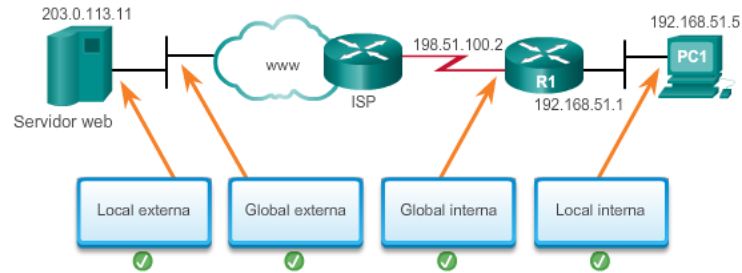 203.0.113.11
192.168.51.5
198.51.100.2
www
PC1
R1
ISP
192.168.51.1
Servidor web
Local externa
Global externa
Global interna
Local interna